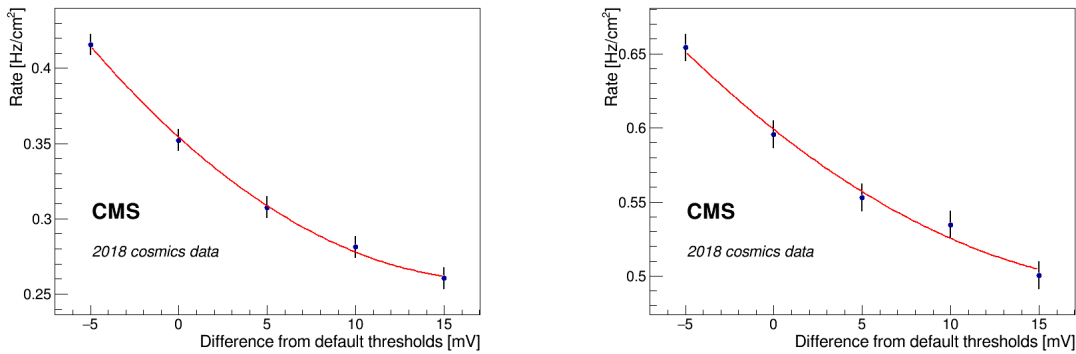 Rate [Hz/cm²]
0.4
0.35
0.3
0.25
CMS
2018 cosmics data
−5 0 5 10 15
Difference from default thresholds [mV]
Rate [Hz/cm²]
0.65
0.6
0.55
0.5
CMS
2018 cosmics data
−5 0 5 10 15
Difference from default thresholds [mV]